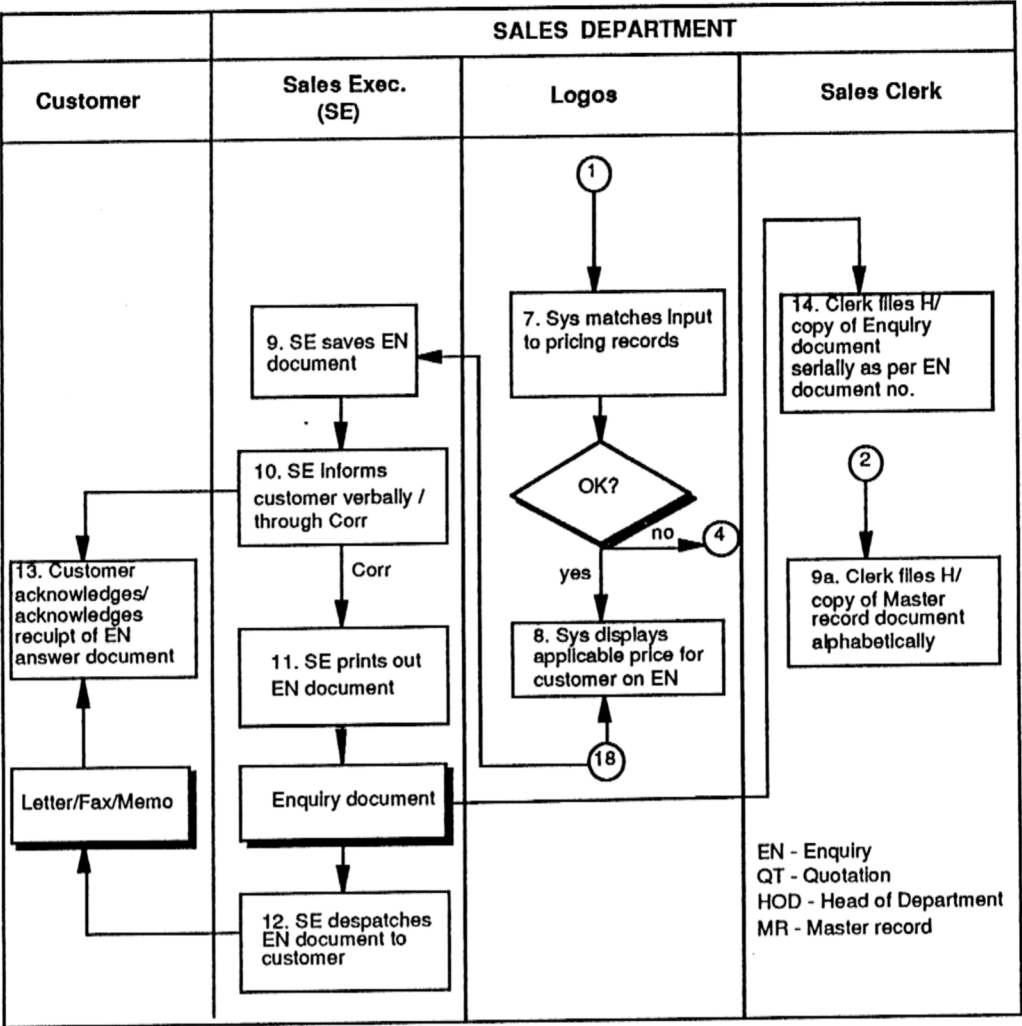 SALES DEPARTMENT
Customer
Sales Exec.
(SE)
Logos
Sales Clerk
1
7. Sys matches Input
to pricing records
OK?
no
4
yes
8. Sys displays
applicable price for
customer on EN
18
9. SE saves EN
document
10. SE Informs
customer verbally /
through Corr
Corr
11. SE prints out
EN document
Enquiry document
12. SE despatches
EN document to
customer
13. Customer
acknowledges/
acknowledges
recuipt of EN
answer document
Letter/Fax/Memo
14. Clerk files H/
copy of Enquiry
document
serially as per EN
document no.
2
9a. Clerk files H/
copy of Master
record document
alphabetically
EN - Enquiry
QT - Quotation
HOD - Head of Department
MR - Master record